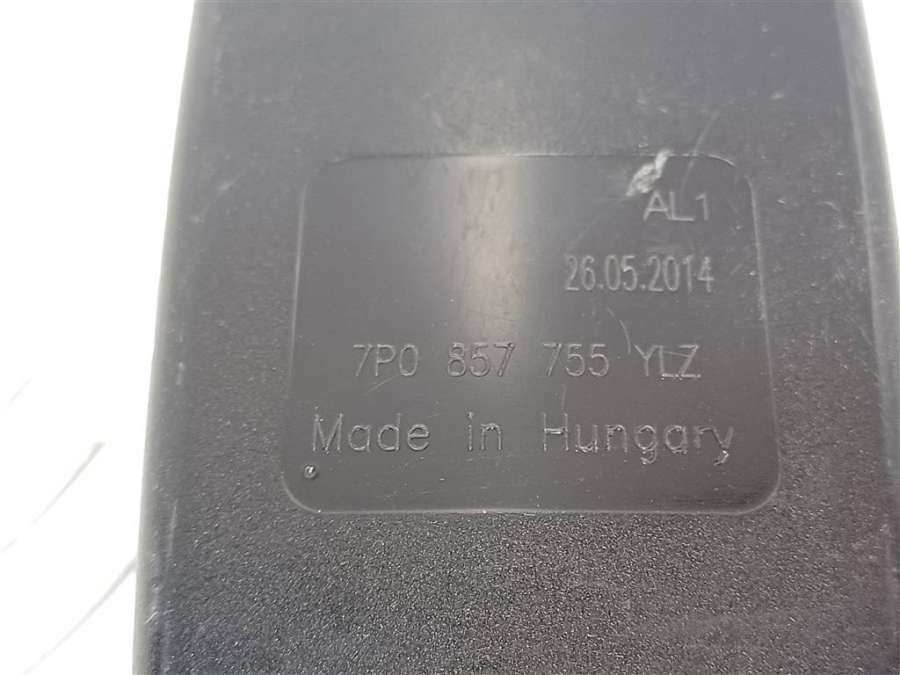 AL1
26.05.2014
7P0 857 755 YLZ
Made in Hungary